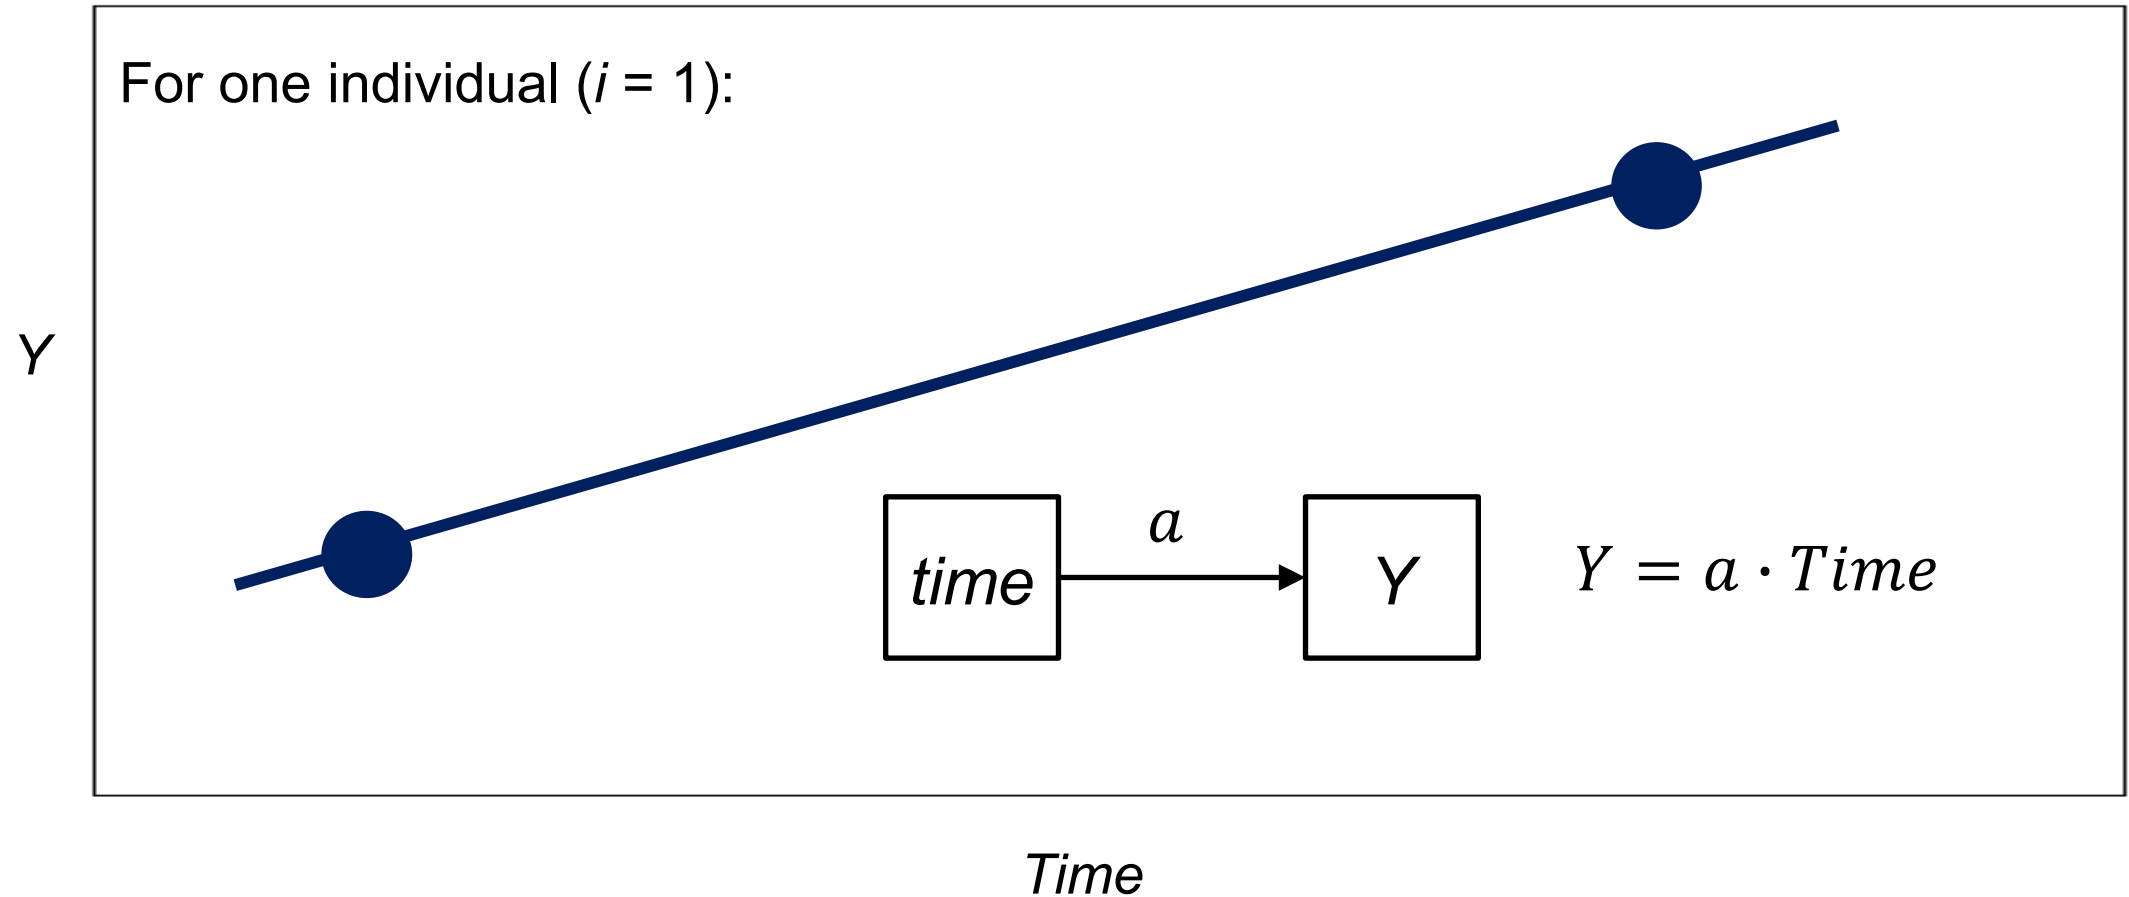 For one individual (i = 1):
Y
a
time
Y
Y = a · Time
Time